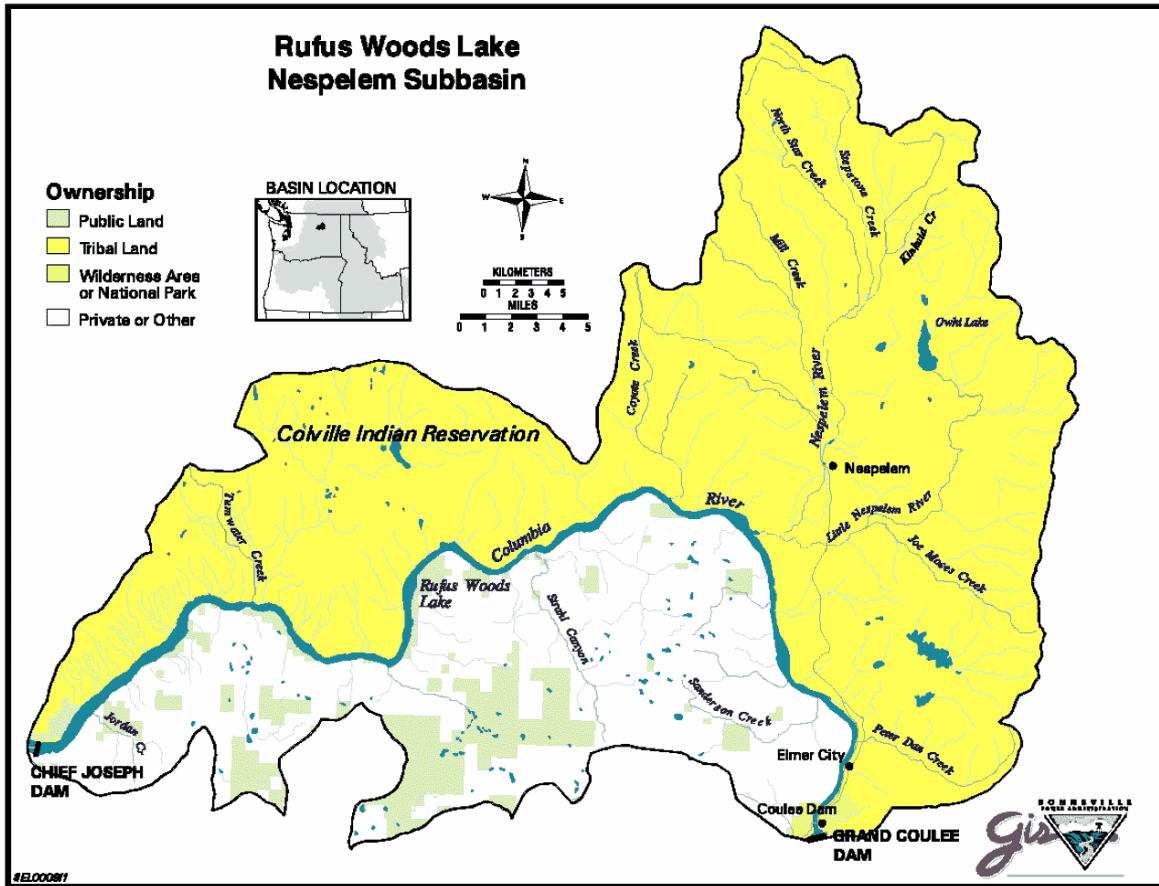 Rufus Woods Lake
Nespelem Subbasin
Ownership
Public Land
Tribal Land
Wilderness Area
or National Park
Private or Other
BASIN LOCATION
N
W
E
S
KILOMETERS
0 1 2 3 4 5
MILES
0 1 2 3 4 5
North Star Creek
Stepstone Creek
Kinkaid Cr
Mill Creek
Owhi Lake
Coyote Creek
Nespelem River
Colville Indian Reservation
Nespelem
Tumwater Creek
Columbia
River
Little Nespelem River
Joe Moses Creek
Rufus Woods
Lake
Strahl Canyon
Sanderson Creek
Jordan Cr.
Peter Dan Creek
Elmer City
CHIEF JOSEPH
DAM
Coulee Dam
GRAND COULEE
DAM
BONNEVILLE
POWER ADMINISTRATION
Gis